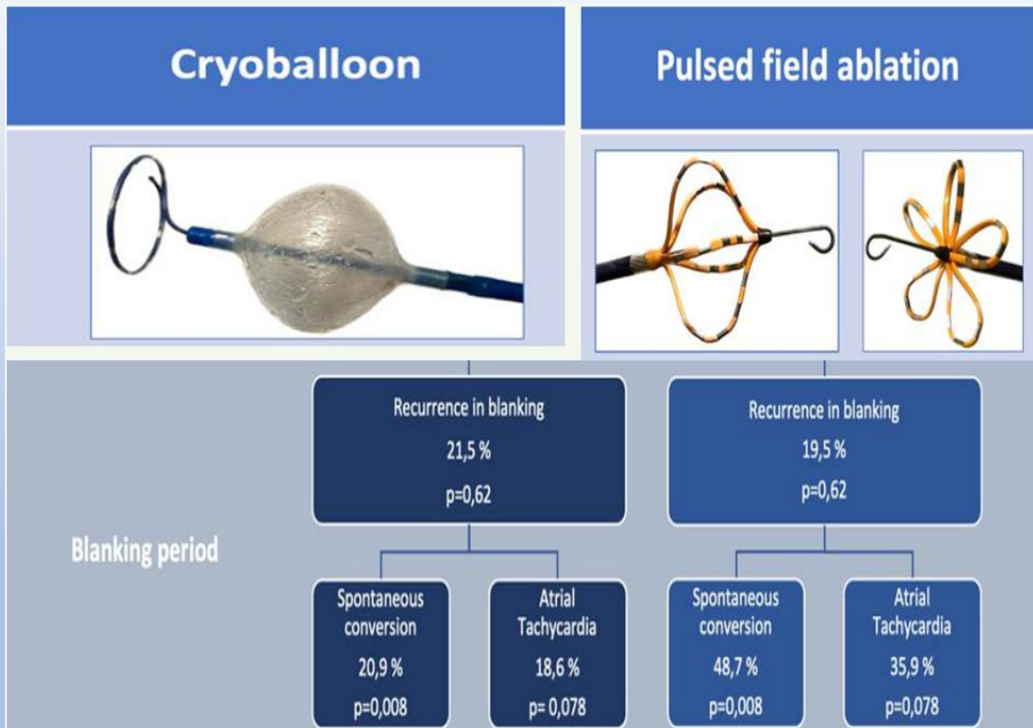 Cryoballoon
Pulsed field ablation
Recurrence in blanking
21,5 %
p=0,62
Recurrence in blanking
19,5 %
p=0,62
Blanking period
Spontaneous
conversion
20,9 %
p=0,008
Atrial
Tachycardia
18,6 %
p= 0,078
Spontaneous
conversion
48,7 %
p=0,008
Atrial
Tachycardia
35,9 %
p=0,078